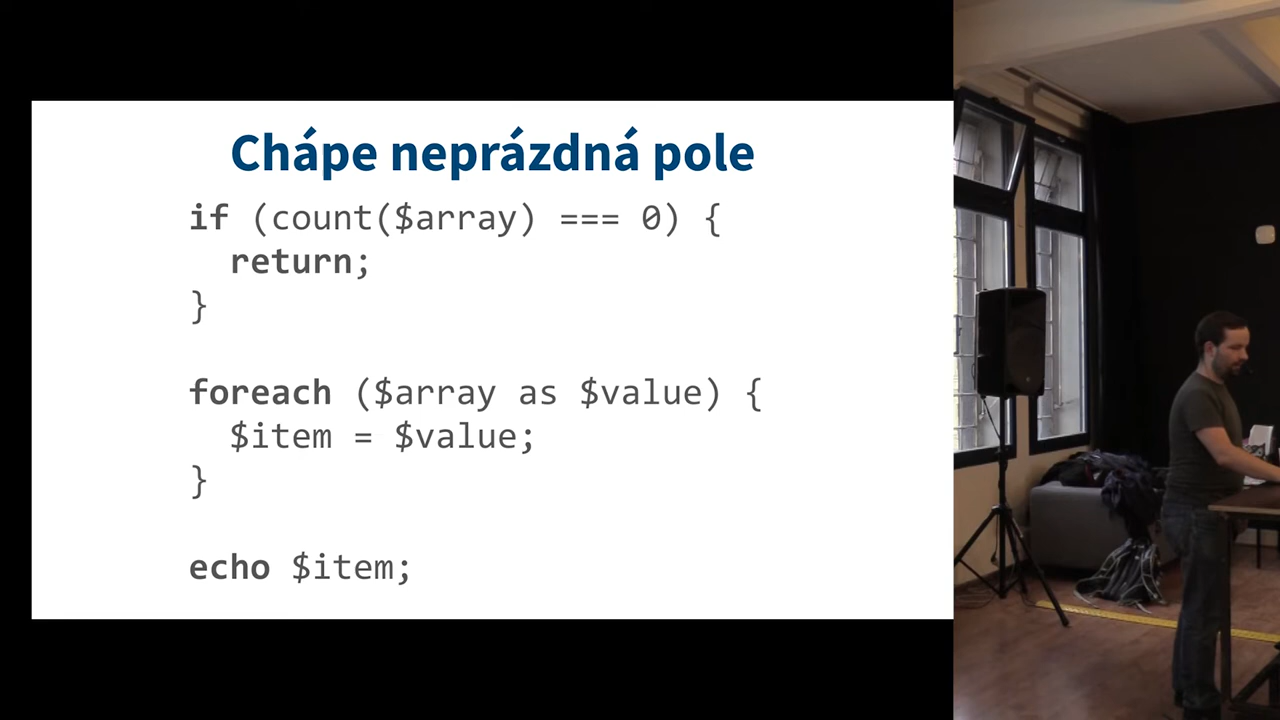 Chápe neprázdná pole
if (count($array) === 0) {
  return;
}
foreach ($array as $value) {
  $item = $value;
}
echo $item;